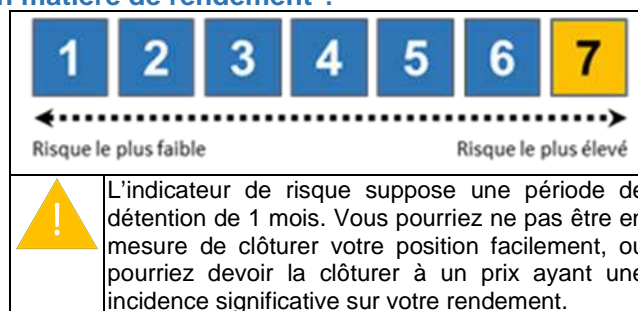 n matière de rendement :
1 2 3 4 5 6 7
Risque le plus faible Risque le plus élevé
!
L'indicateur de risque suppose une période de
détention de 1 mois. Vous pourriez ne pas être en
mesure de clôturer votre position facilement, ou
pourriez devoir la clôturer à un prix ayant une
incidence significative sur votre rendement.